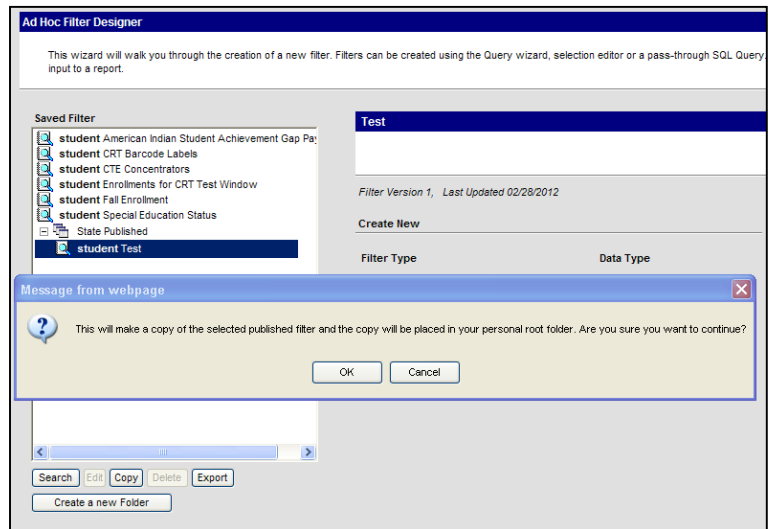 Ad Hoc Filter Designer
This wizard will walk you through the creation of a new filter. Filters can be created using the Query wizard, selection editor or a pass-through SQL Query.
input to a report.
Saved Filter
student American Indian Student Achievement Gap Pay
student CRT Barcode Labels
student CTE Concentrators
student Enrollments for CRT Test Window
student Fall Enrollment
student Special Education Status
State Published
student Test
Test
Filter Version 1, Last Updated 02/28/2012
Create New
Filter Type Data Type
Message from webpage
This will make a copy of the selected published filter and the copy will be placed in your personal root folder. Are you sure you want to continue?
OK Cancel
Search Edit Copy Delete Export
Create a new Folder